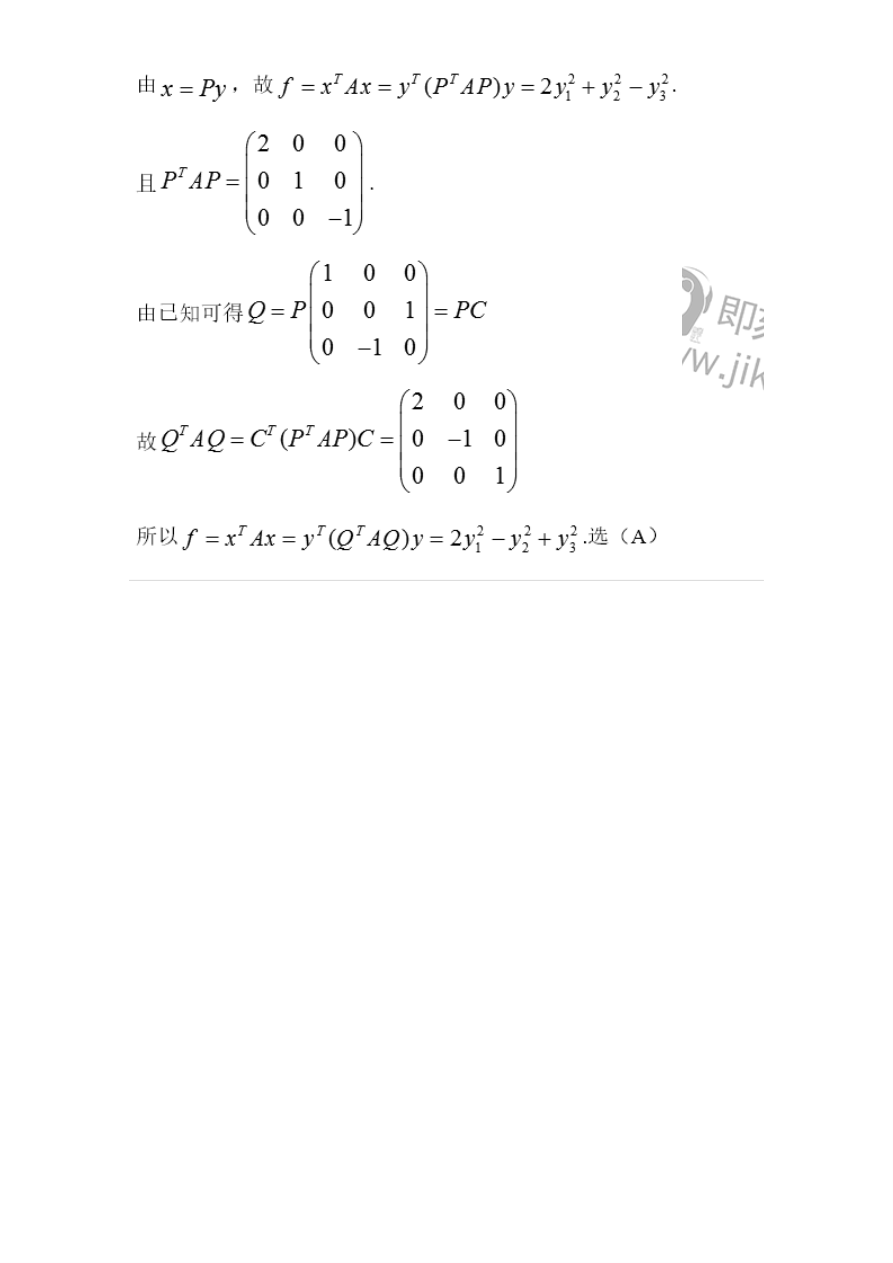 由 x = Py，故 f = x^T Ax = y^T (P^T AP)y = 2y_1^2 + y_2^2 − y_3^2.
且 P^T AP = (2 0 0
0 1 0
0 0 −1) .
由已知可得 Q = P (1 0 0
0 0 1
0 −1 0) = PC
故 Q^T AQ = C^T (P^T AP)C = (2 0 0
0 −1 0
0 0 1)
所以 f = x^T Ax = y^T (Q^T AQ)y = 2y_1^2 − y_2^2 + y_3^2 .选（A）
即
w.jik